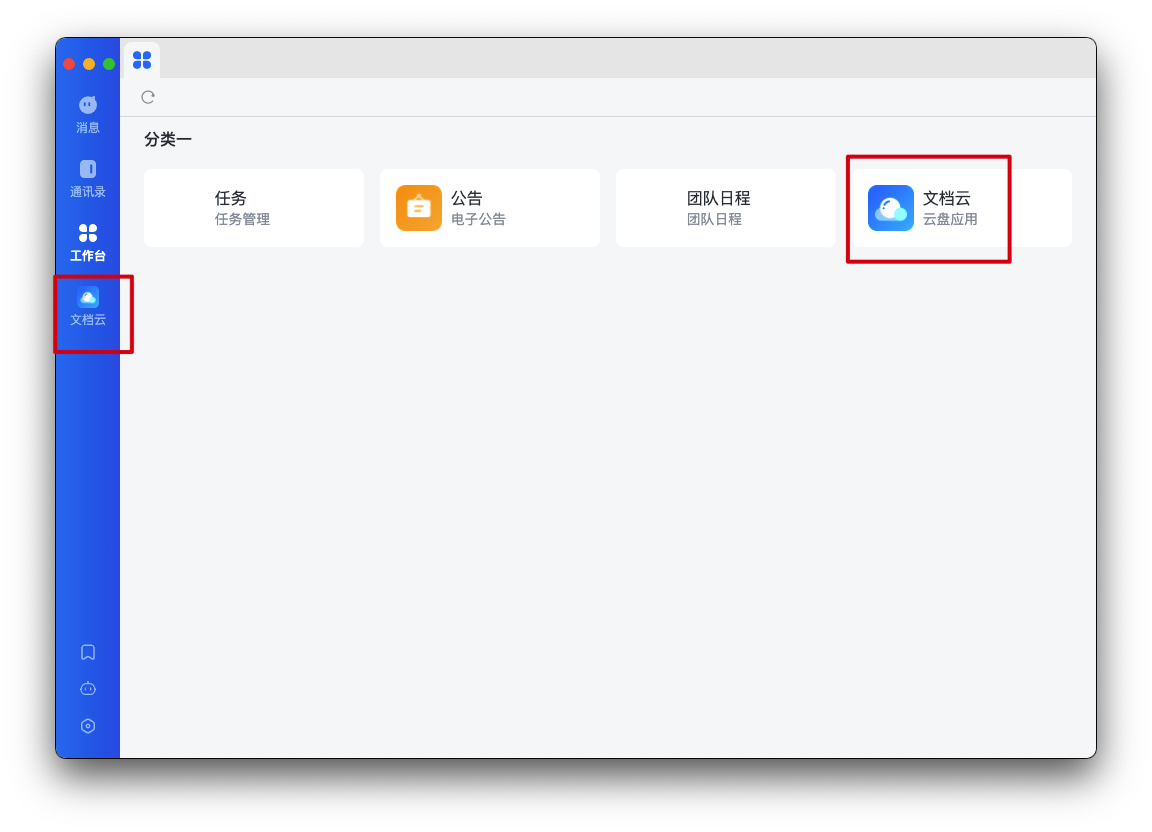 消息
通讯录
工作台
文档云
分类一
任务
任务管理
公告
电子公告
团队日程
团队日程
文档云
云盘应用